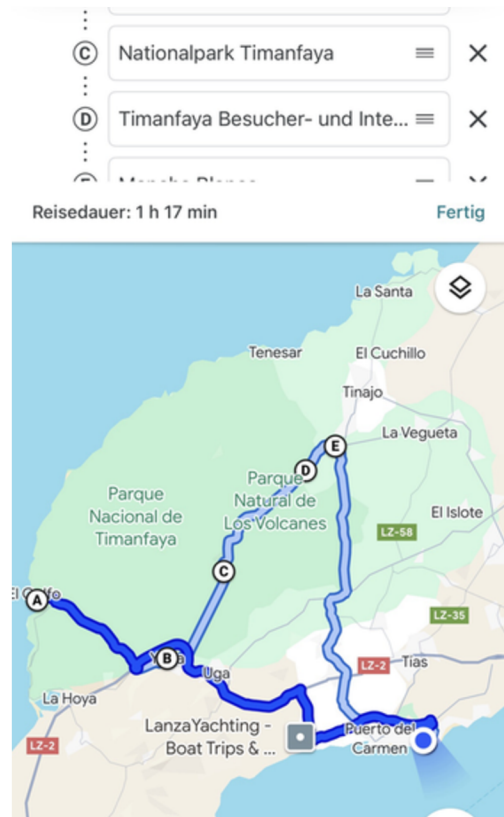 C
Nationalpark Timanfaya
D
Timanfaya Besucher- und Inte...
Reisedauer: 1 h 17 min
Fertig
La Santa
Tenesar
El Cuchillo
Tinajo
E
La Vegueta
D
Parque
Natural de
Los Volcanes
Parque
Nacional de
Timanfaya
El Islote
LZ-58
C
A
LZ-35
B
Uga
LZ-2
Tías
La Hoya
LanzaYachting -
Boat Trips & ...
Puerto del
Carmen
LZ-2